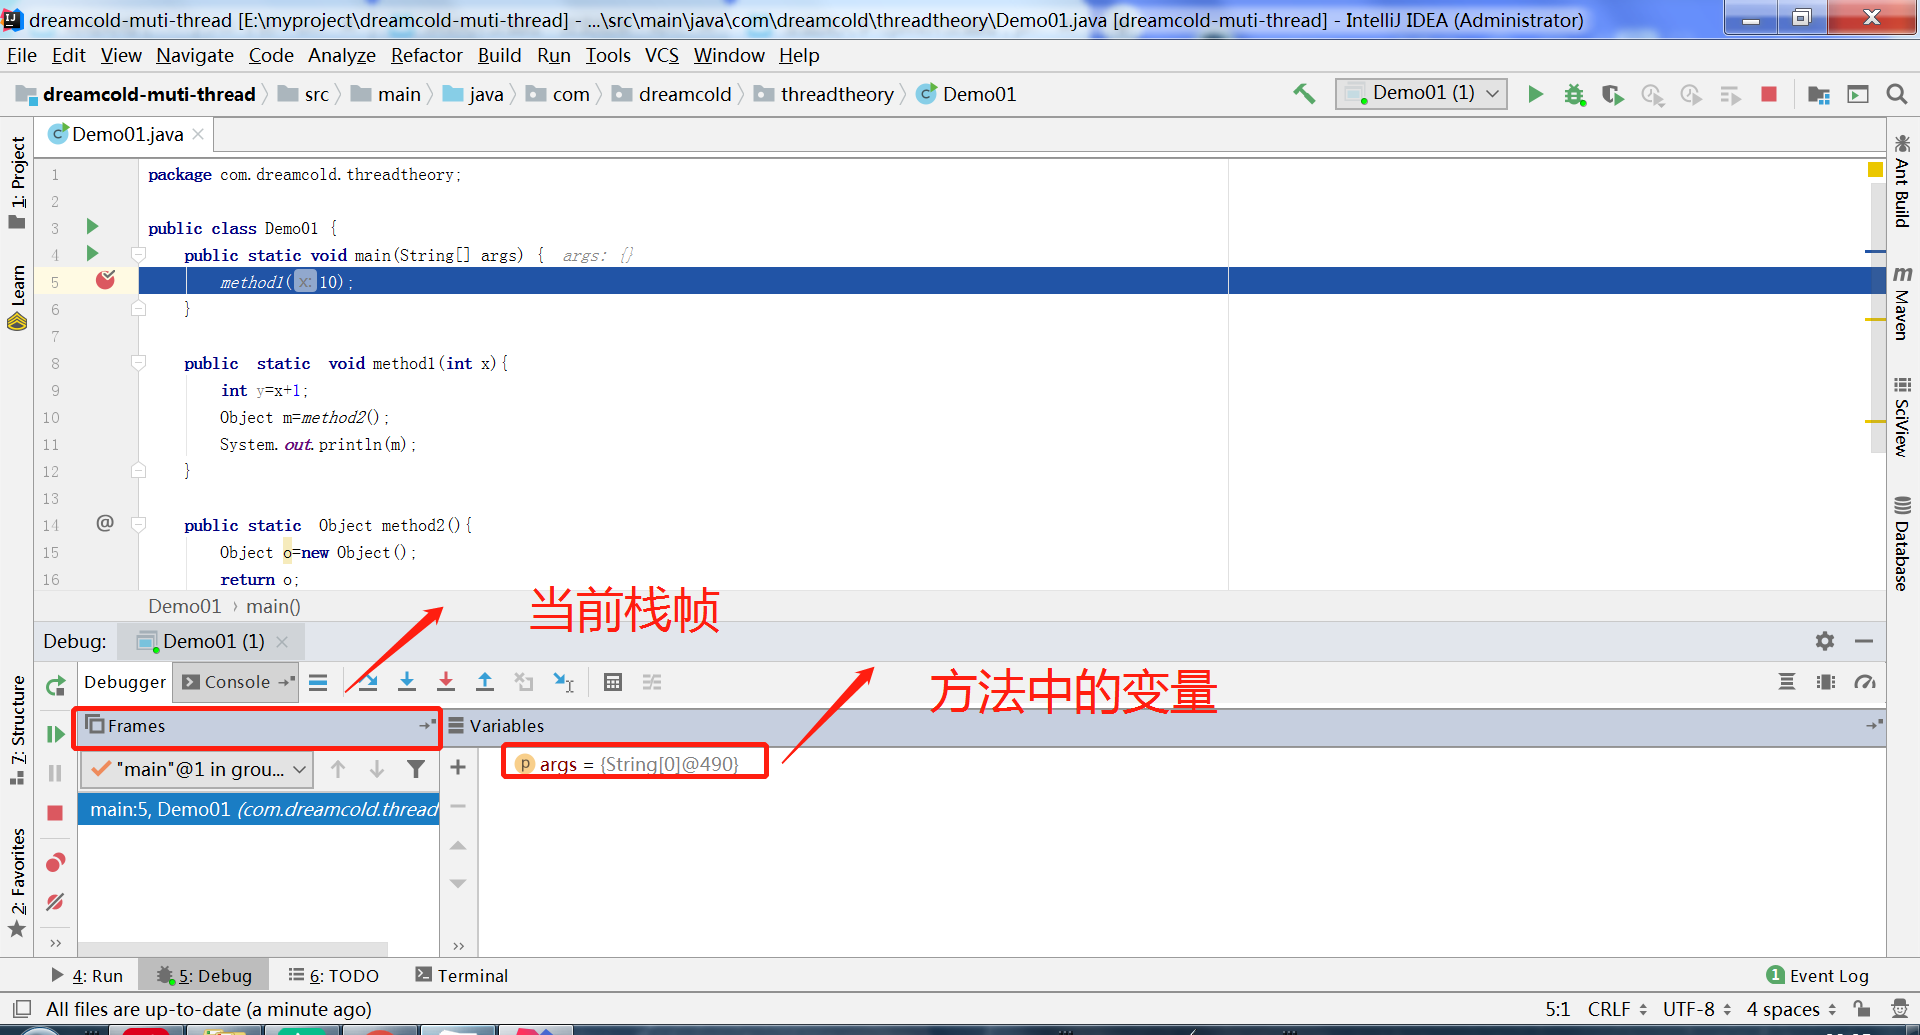 dreamcold-muti-thread [E:\myproject\dreamcold-muti-thread] - ...\src\main\java\com\dreamcold\threadtheory\Demo01.java [dreamcold-muti-thread] - IntelliJ IDEA (Administrator)
File Edit View Navigate Code Analyze Refactor Build Run Tools VCS Window Help
dreamcold-muti-thread src main java com dreamcold threadtheory Demo01
Demo01 (1)
Demo01.java
1 package com.dreamcold.threadtheory;
2
3 public class Demo01 {
4 public static void main(String[] args) { args: {}
5 method1( x: 10);
6 }
7
8 public  static  void method1(int x){
9 int y=x+1;
10 Object m=method2();
11 System.out.println(m);
12 }
13
14 @ public static  Object method2(){
15 Object o=new Object();
16 return o;
Demo01 › main()
当前栈帧
Debug: Demo01 (1)
Debugger Console
方法中的变量
Frames Variables
"main"@1 in grou...
args = {String[0]@490}
main:5, Demo01 (com.dreamcold.thread
1: Project
Learn
7: Structure
2: Favorites
Ant Build
Maven
SciView
Database
4: Run 5: Debug 6: TODO Terminal 1 Event Log
All files are up-to-date (a minute ago) 5:1 CRLF UTF-8 4 spaces